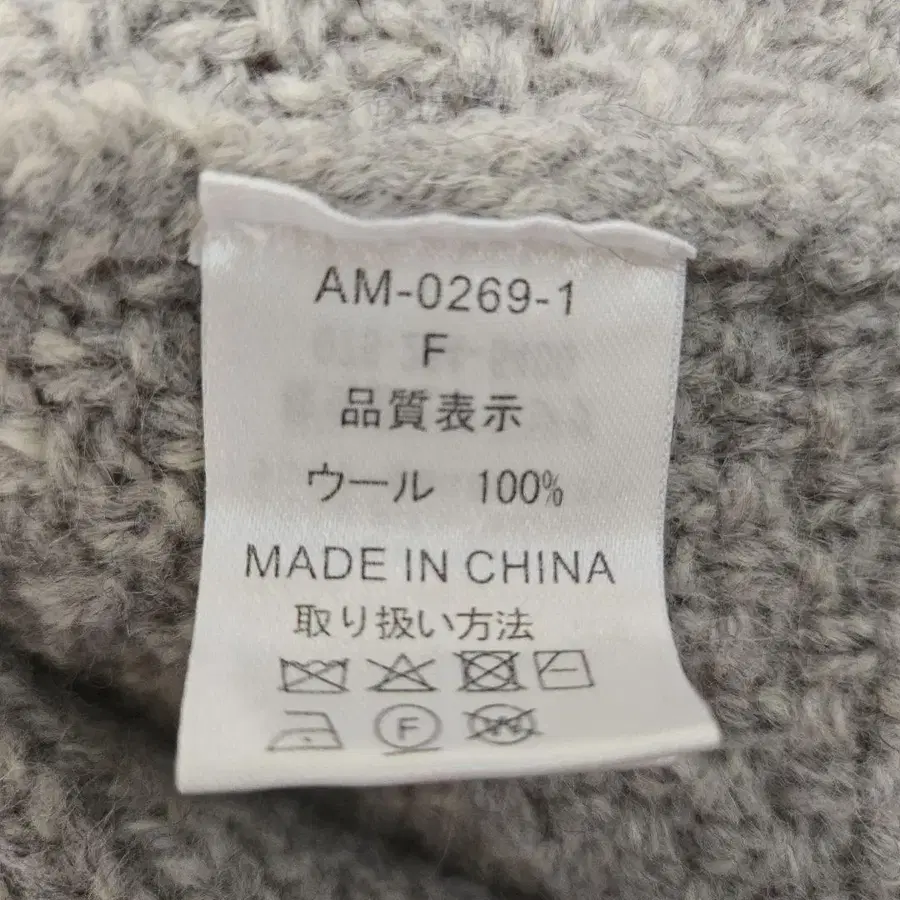 AM-0269-1
F
品質表示
ウール 100%
MADE IN CHINA
取り扱い方法
F
W